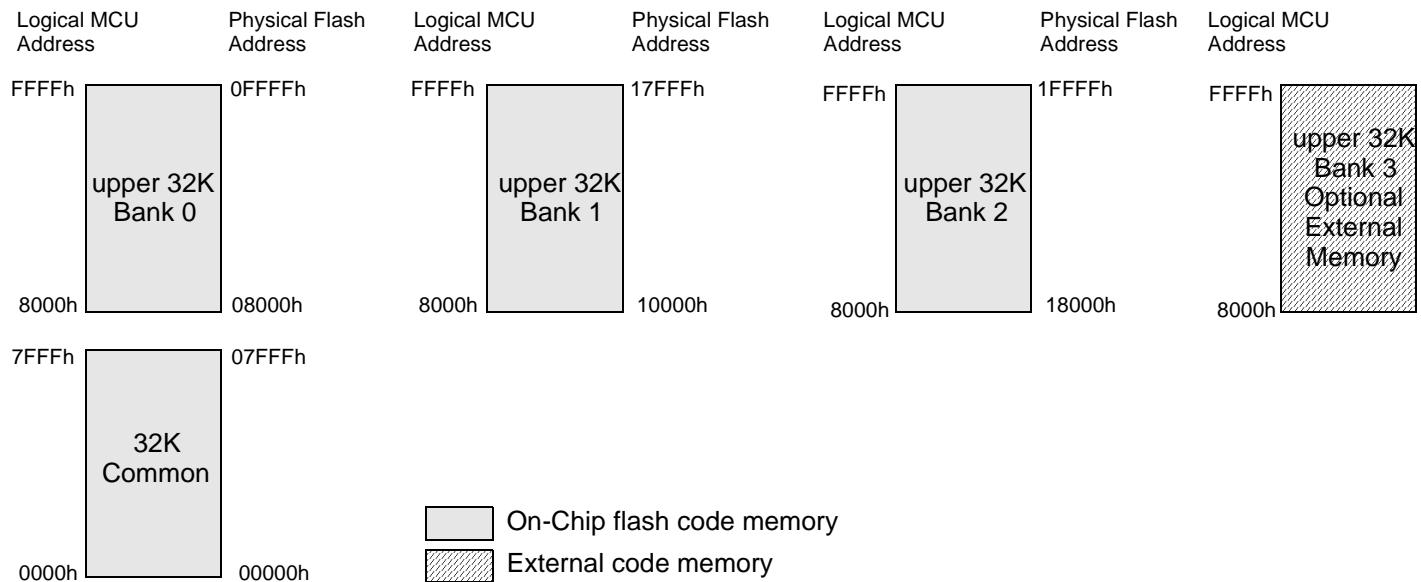 Logical MCU
Address
Physical Flash
Address
Logical MCU
Address
Physical Flash
Address
Logical MCU
Address
Physical Flash
Address
Logical MCU
Address
FFFFh
0FFFFh
upper 32K
Bank 0
8000h
08000h
FFFFh
17FFFh
upper 32K
Bank 1
8000h
10000h
FFFFh
1FFFFh
upper 32K
Bank 2
8000h
18000h
FFFFh
upper 32K
Bank 3
Optional
External
Memory
8000h
7FFFh
07FFFh
32K
Common
0000h
00000h
On-Chip flash code memory
External code memory